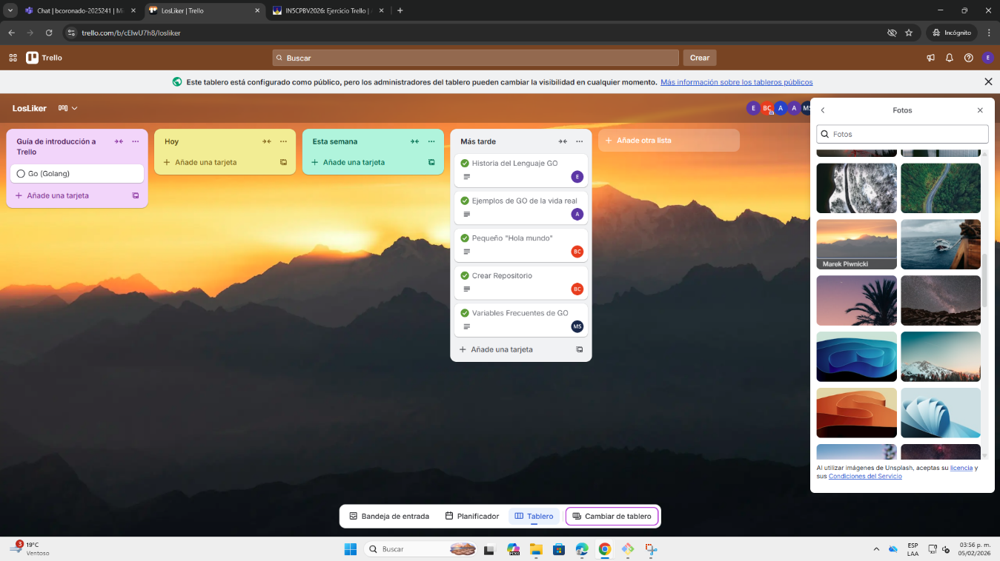 Chat | bcoronado-2025241 | Mi
LosLiker | Trello
IN5CPBV2026: Ejercicio Trello |
trello.com/b/cElwU7h8/losliker
Incógnito
Trello
Buscar
Crear
E
Este tablero está configurado como público, pero los administradores del tablero pueden cambiar la visibilidad en cualquier momento. Más información sobre los tableros públicos
LosLiker
E BC A A MS
Guía de introducción a
Trello
Go (Golang)
Añade una tarjeta
Hoy
Añade una tarjeta
Esta semana
Añade una tarjeta
Más tarde
Historia del Lenguaje GO
E
Ejemplos de GO de la vida real
A
Pequeño "Hola mundo"
BC
Crear Repositorio
BC
Variables Frecuentes de GO
MS
Añade una tarjeta
Añade otra lista
Fotos
Fotos
Marek Piwnicki
Al utilizar imágenes de Unsplash, aceptas su licencia y
sus Condiciones del Servicio
Bandeja de entrada
Planificador
Tablero
Cambiar de tablero
3
19°C
Ventoso
Buscar
ESP
LAA
03:56 p. m.
05/02/2026